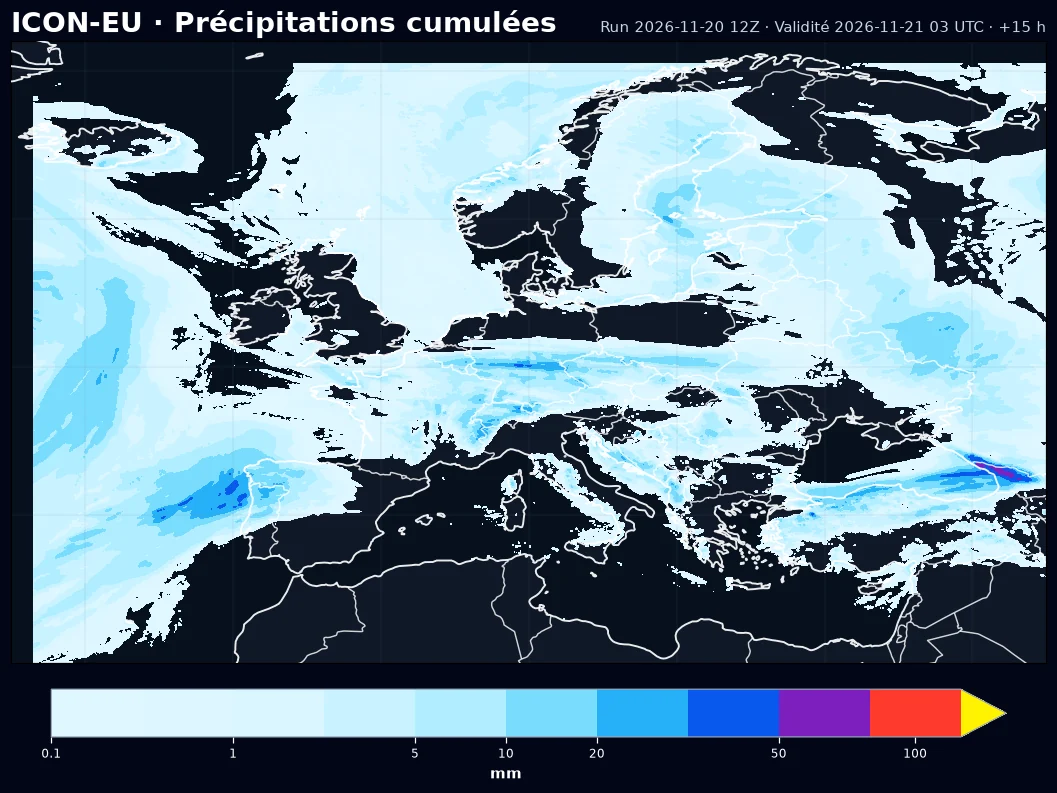 ICON-EU · Précipitations cumulées
Run 2026-11-20 12Z · Validité 2026-11-21 03 UTC · +15 h
0.1 1 5 10 20 50 100
mm